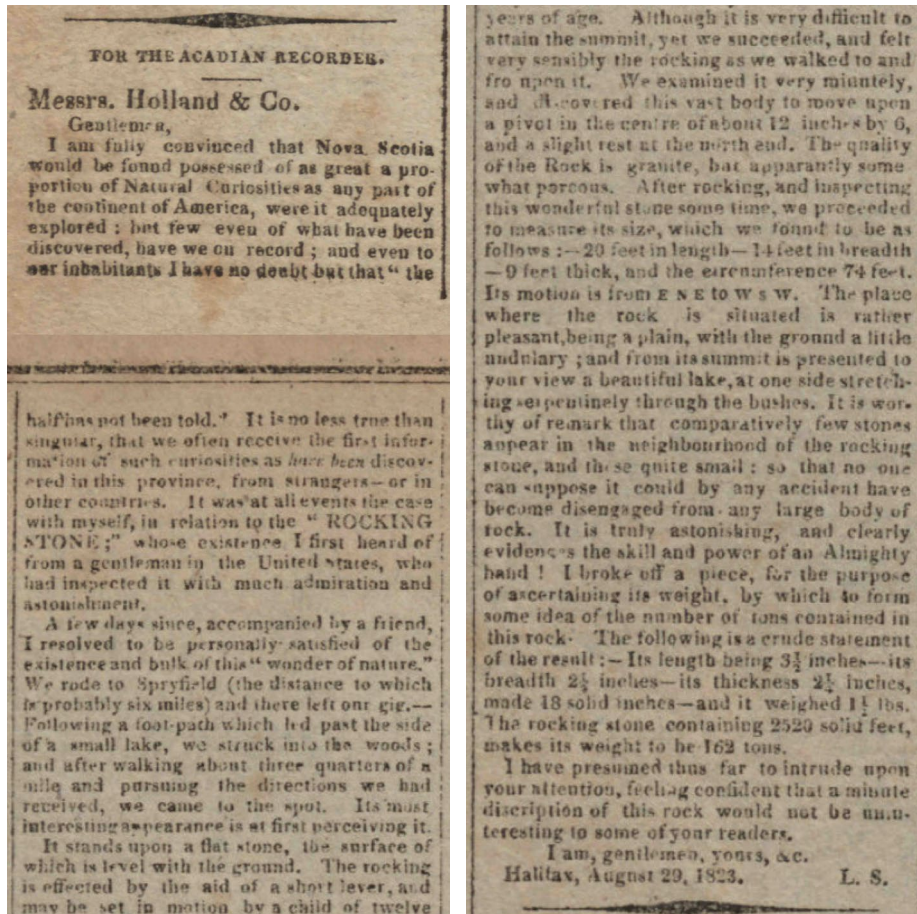 FOR THE ACADIAN RECORDER.
Messrs. Holland & Co.
Gentlemen,
I am fully convinced that Nova Scotia
would be found possessed of as great a pro-
portion of Natural Curiosities as any part of
the continent of America, were it adequately
explored ; but few even of what have been
discovered, have we on record ; and even to
our inhabitants I have no doubt but that " the
half has not been told." It is no less true than
singular, that we often receive the first infor-
mation of such curiosities as have been discov-
ered in this province, from strangers—or in
other countries. It was at all events the case
with myself, in relation to the " ROCKING
STONE ;" whose existence I first heard of
from a gentleman in the United States, who
had inspected it with much admiration and
astonishment.
A few days since, accompanied by a friend,
I resolved to be personally satisfied of the
existence and bulk of this " wonder of nature."
We rode to Spryfield (the distance to which
is probably six miles) and there left our gig.—
Following a foot-path which led past the side
of a small lake, we struck into the woods ;
and after walking about three quarters of a
mile and pursuing the directions we had
received, we came to the spot. Its most
interesting appearance is at first perceiving it.
It stands upon a flat stone, the surface of
which is level with the ground. The rocking
is effected by the aid of a short lever, and
may be set in motion by a child of twelve
years of age. Although it is very difficult to
attain the summit, yet we succeeded, and felt
very sensibly the rocking as we walked to and
fro upon it. We examined it very minutely,
and discovered this vast body to move upon
a pivot in the centre of about 12 inches by 6,
and a slight rest at the north end. The quality
of the Rock is granite, but apparantly some
what porcous. After rocking, and inspecting
this wonderful stone some time, we proceeded
to measure its size, which we found to be as
follows :—20 feet in length—14 feet in breadth
—9 feet thick, and the circumference 74 feet.
Its motion is from E N E to W S W. The place
where the rock is situated is rather
pleasant, being a plain, with the ground a little
undulary ; and from its summit is presented to
your view a beautiful lake, at one side stretch-
ing serpentinely through the bushes. It is wor-
thy of remark that comparatively few stones
appear in the neighbourhood of the rocking
stone, and these quite small : so that no one
can suppose it could by any accident have
become disengaged from any large body of
rock. It is truly astonishing, and clearly
evidences the skill and power of an Almighty
hand ! I broke off a piece, for the purpose
of ascertaining its weight, by which to form
some idea of the number of tons contained in
this rock. The following is a crude statement
of the result :—Its length being 3½ inches—its
breadth 2½ inches—its thickness 2½ inches,
made 18 solid inches—and it weighed 1½ lbs.
The rocking stone containing 2520 solid feet,
makes its weight to be 162 tons.
I have presumed thus far to intrude upon
your attention, feeling confident that a minute
discription of this rock would not be unin-
teresting to some of your readers.
I am, gentlemen, yours, &c.
Halifax, August 29, 1823. L. S.